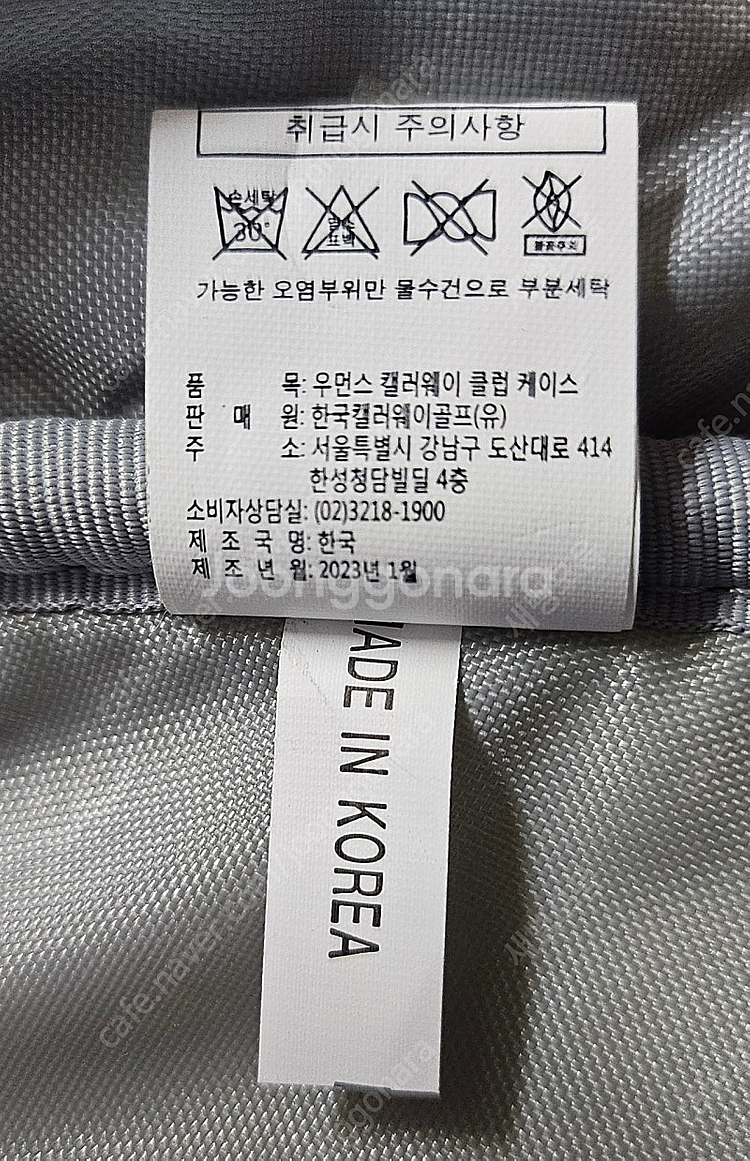 취급시 주의사항
손세탁
30°
염소
표백
불꽃주의
가능한 오염부위만 물수건으로 부분세탁
품 목: 우먼스 캘러웨이 클럽 케이스
판 매 원: 한국캘러웨이골프(유)
주 소: 서울특별시 강남구 도산대로 414
한성청담빌딩 4층
소비자상담실: (02)3218-1900
제 조 국 명: 한국
제 조 년 월: 2023년 1월
Joonggonara
MADE IN KOREA
cafe.naver